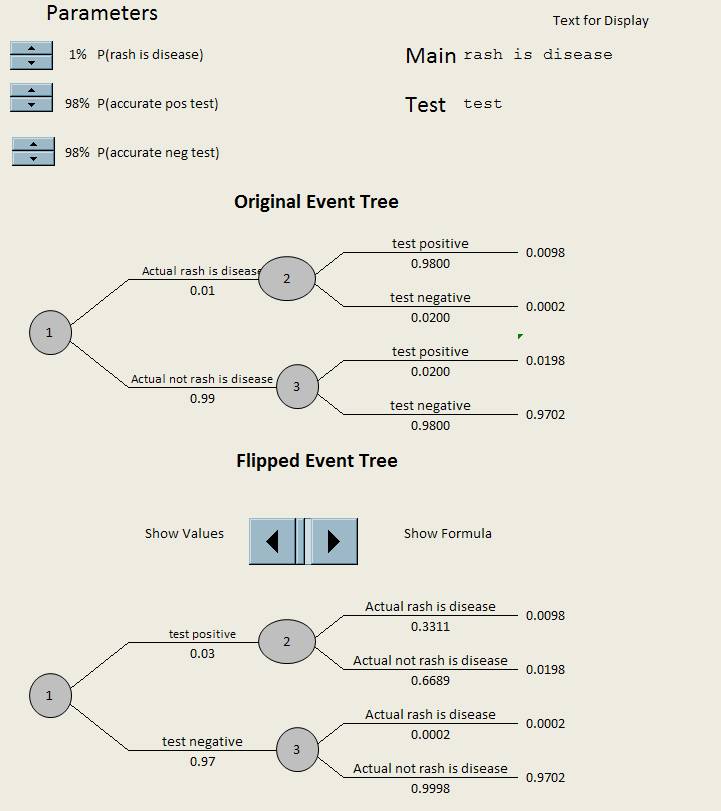 Parameters
Text for Display
1% P(rash is disease)
Main rash is disease
98% P(accurate pos test)
Test test
98% P(accurate neg test)
Original Event Tree
test positive
0.9800
0.0098
Actual rash is disease
0.01
2
test negative
0.0200
0.0002
1
test positive
0.0200
0.0198
Actual not rash is disease
0.99
3
test negative
0.9800
0.9702
Flipped Event Tree
Show Values
Show Formula
Actual rash is disease
0.3311
0.0098
test positive
0.03
2
Actual not rash is disease
0.6689
0.0198
1
Actual rash is disease
0.0002
0.0002
test negative
0.97
3
Actual not rash is disease
0.9998
0.9702